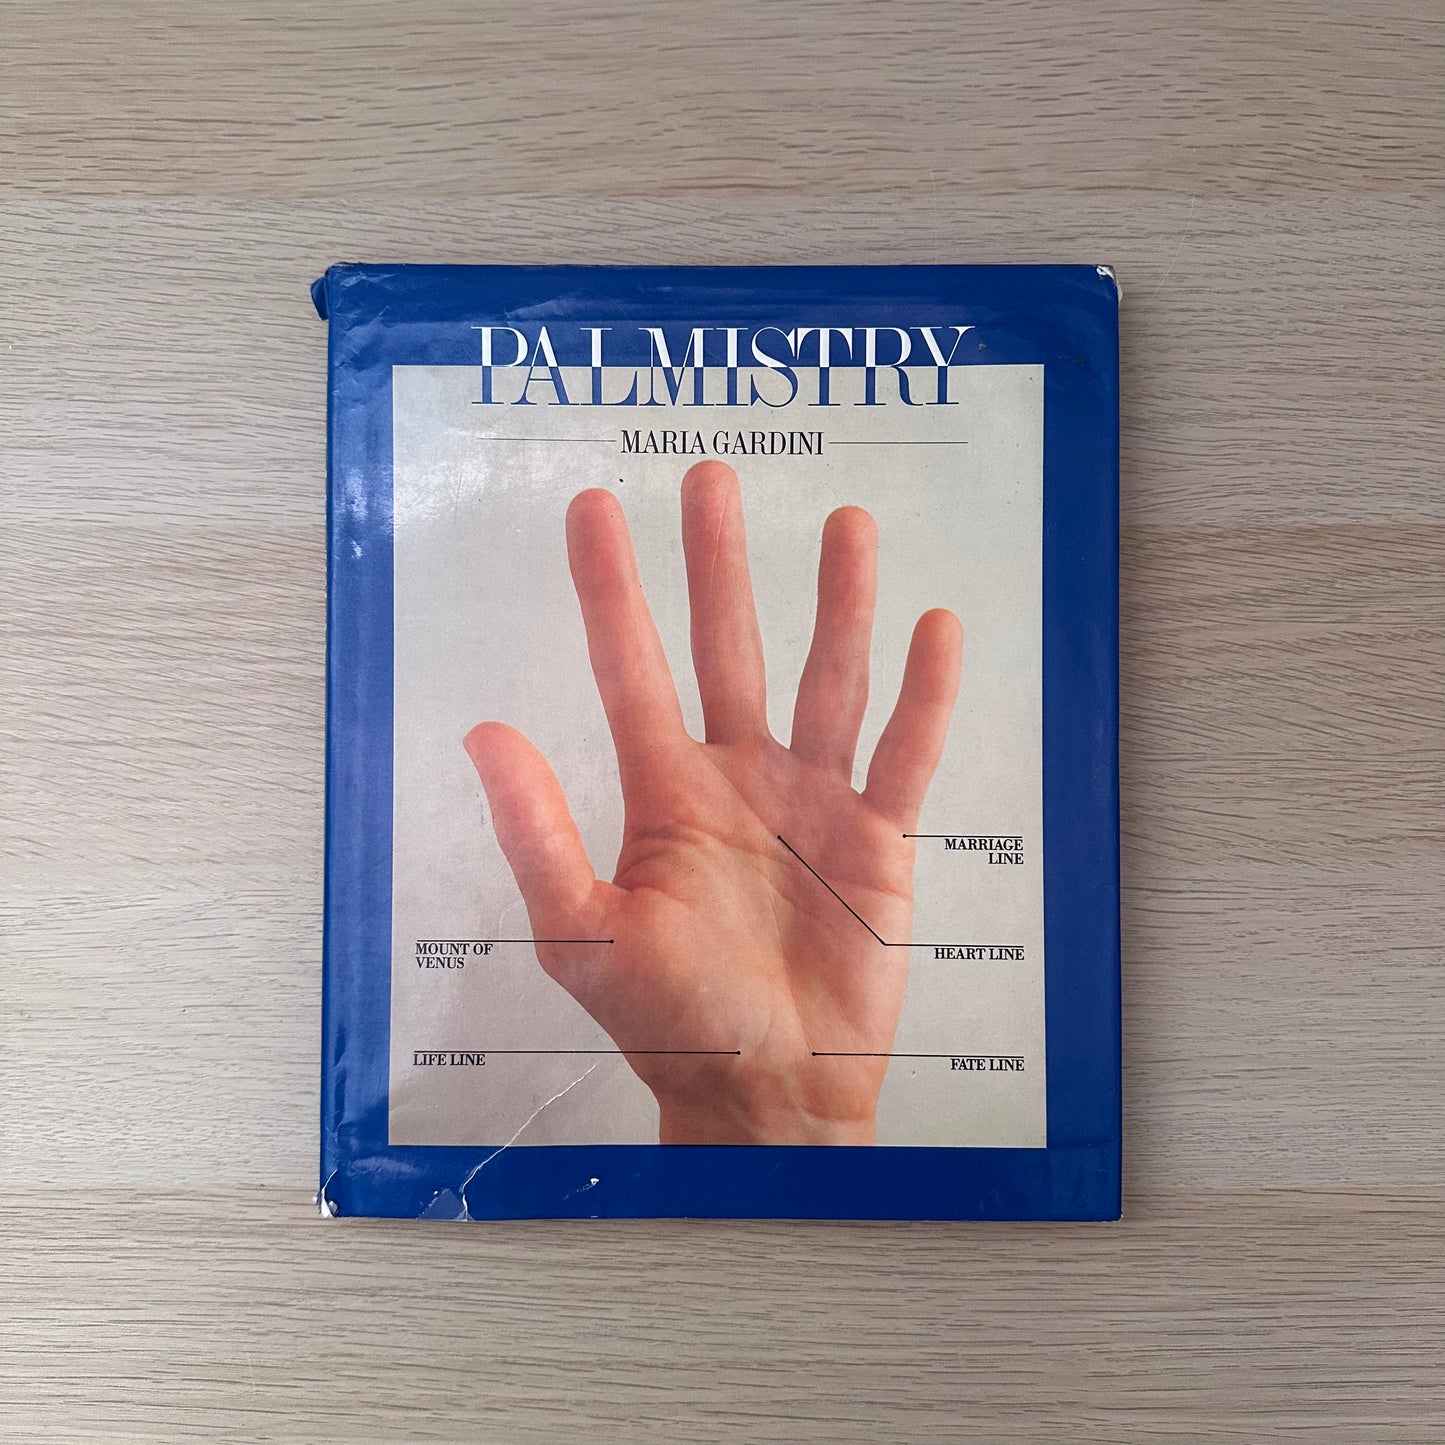 PALMISTRY
MARIA GARDINI
MARRIAGE
LINE
MOUNT OF
VENUS
HEART LINE
LIFE LINE
FATE LINE